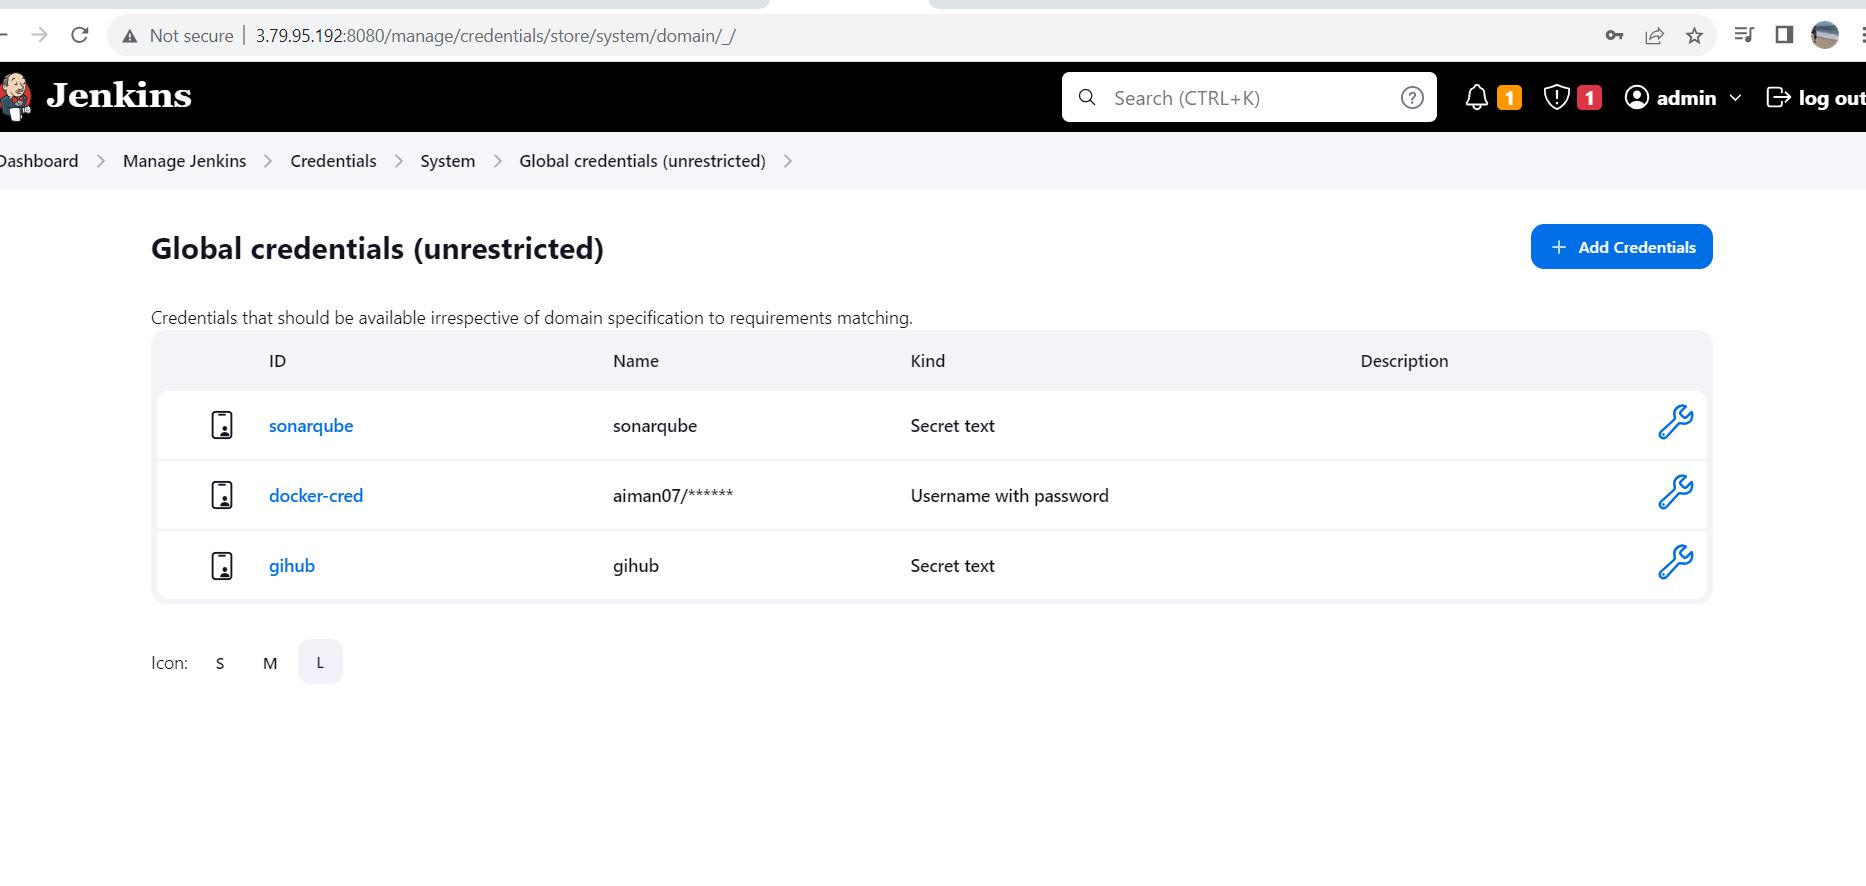 Not secure 3.79.95.192:8080/manage/credentials/store/system/domain/_/
Jenkins Search (CTRL+K) 1 1 admin log out
Dashboard Manage Jenkins Credentials System Global credentials (unrestricted)
Global credentials (unrestricted) + Add Credentials
Credentials that should be available irrespective of domain specification to requirements matching.
ID Name Kind Description
sonarqube sonarqube Secret text
docker-cred aiman07/****** Username with password
gihub gihub Secret text
Icon: S M L